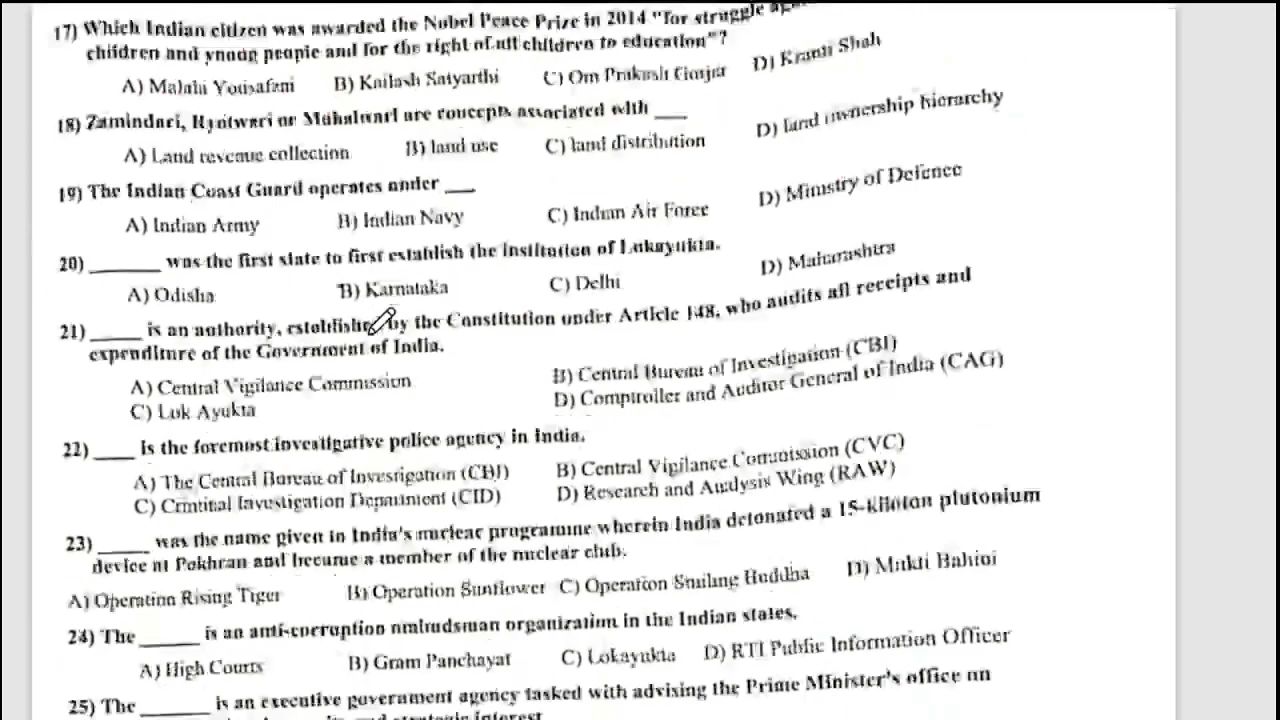 17) Which Indian citizen was awarded the Nobel Peace Prize in 2014 "for struggle
children and young people and for the right of all children to education"?
A) Malala Yousafzai B) Kailash Satyarthi C) Om Prakash Gurjar D) Kranti Shah
18) Zamindari, Ryotwari or Mahalwari are concepts associated with ___
A) Land revenue collection B) land use C) land distribution D) land ownership hierarchy
19) The Indian Coast Guard operates under ___
A) Indian Army B) Indian Navy C) Indian Air Force D) Ministry of Defence
20) ______ was the first state to first establish the institution of Lokayukta.
A) Odisha B) Karnataka C) Delhi D) Maharashtra
21) _____ is an authority, established by the Constitution under Article 148, who audits all receipts and
expenditure of the Government of India.
A) Central Vigilance Commission B) Central Bureau of Investigation (CBI)
C) Lok Ayukta D) Comptroller and Auditor General of India (CAG)
22) ____ is the foremost investigative police agency in India.
A) The Central Bureau of Investigation (CBI) B) Central Vigilance Commission (CVC)
C) Criminal Investigation Department (CID) D) Research and Analysis Wing (RAW)
23) _____ was the name given in India's nuclear programme wherein India detonated a 15-kiloton plutonium
device at Pokhran and became a member of the nuclear club.
A) Operation Rising Tiger B) Operation Sunflower C) Operation Smiling Buddha D) Mukti Bahini
24) The ______ is an anti-corruption ombudsman organization in the Indian states.
A) High Courts B) Gram Panchayat C) Lokayukta D) RTI Public Information Officer
25) The ______ is an executive government agency tasked with advising the Prime Minister's office on
and strategic interest